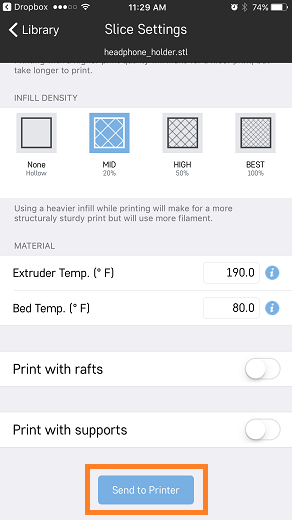 Dropbox 11:29 AM 74%
Library Slice Settings
headphone_holder.stl
take longer to print.
INFILL DENSITY
None MID HIGH BEST
Hollow 20% 50% 100%
Using a heavier infill while printing will make for a more
structuraly sturdy print but will use more filament.
MATERIAL
Extruder Temp. (° F) 190.0 i
Bed Temp. (° F) 80.0 i
Print with rafts
Print with supports
Send to Printer